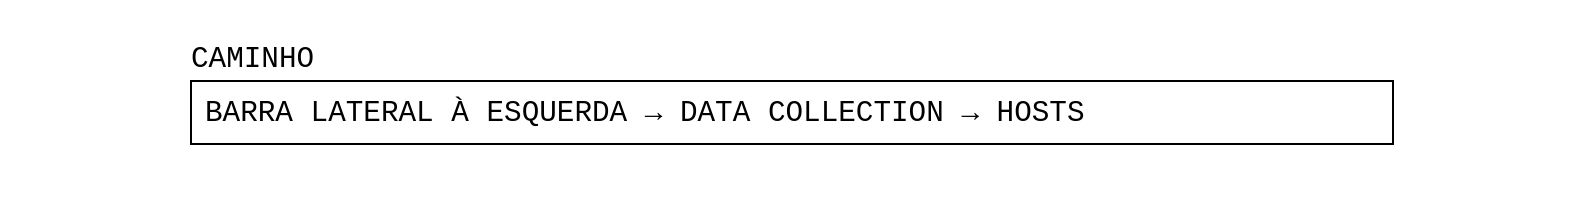 CAMINHO
BARRA LATERAL À ESQUERDA → DATA COLLECTION → HOSTS